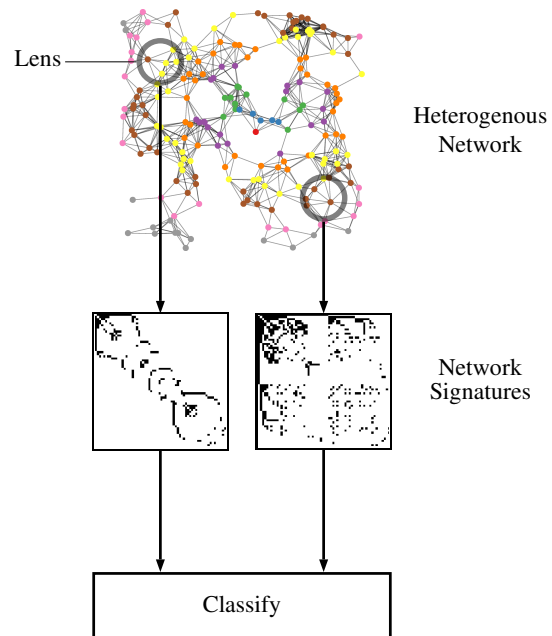 Lens
Heterogenous
Network
Network
Signatures
Classify